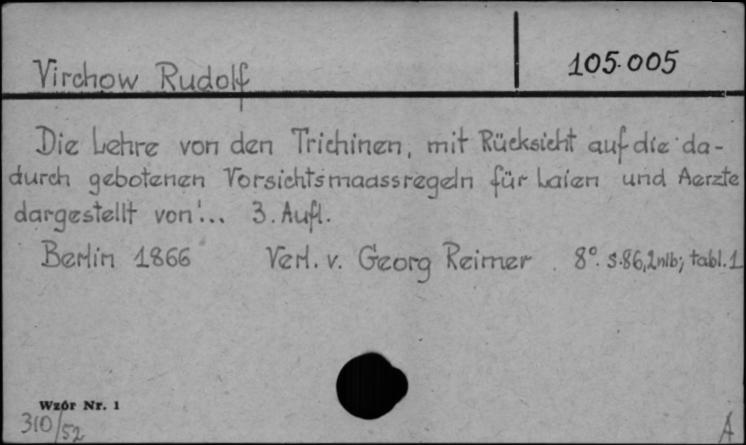 Virchow Rudolf
105.005
Die Lehre von den Trichinen, mit Rücksicht auf die da-
durch gebotenen Vorsichtsmaassregeln für Laien und Aerzte
dargestellt von ... 3. Aufl.
Berlin 1866 Verl. v. Georg Reimer 8°. S.86, 2nlb; tabl. 1
Wzór Nr. 1
310/52
A